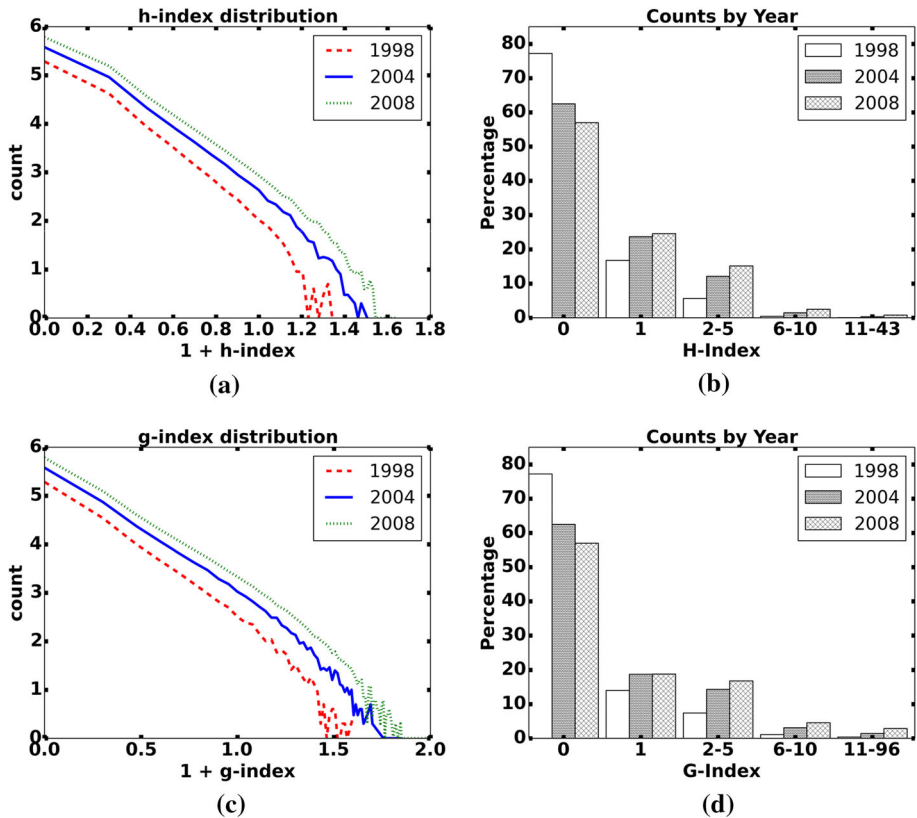 h-index distribution
6
5
4
3
2
1
0
count
1998
2004
2008
0.0 0.2 0.4 0.6 0.8 1.0 1.2 1.4 1.6 1.8
1 + h-index
(a)
Counts by Year
80
70
60
50
40
30
20
10
0
Percentage
1998
2004
2008
0 1 2-5 6-10 11-43
H-Index
(b)
g-index distribution
6
5
4
3
2
1
0
count
1998
2004
2008
0.0 0.5 1.0 1.5 2.0
1 + g-index
(c)
Counts by Year
80
70
60
50
40
30
20
10
0
Percentage
1998
2004
2008
0 1 2-5 6-10 11-96
G-Index
(d)